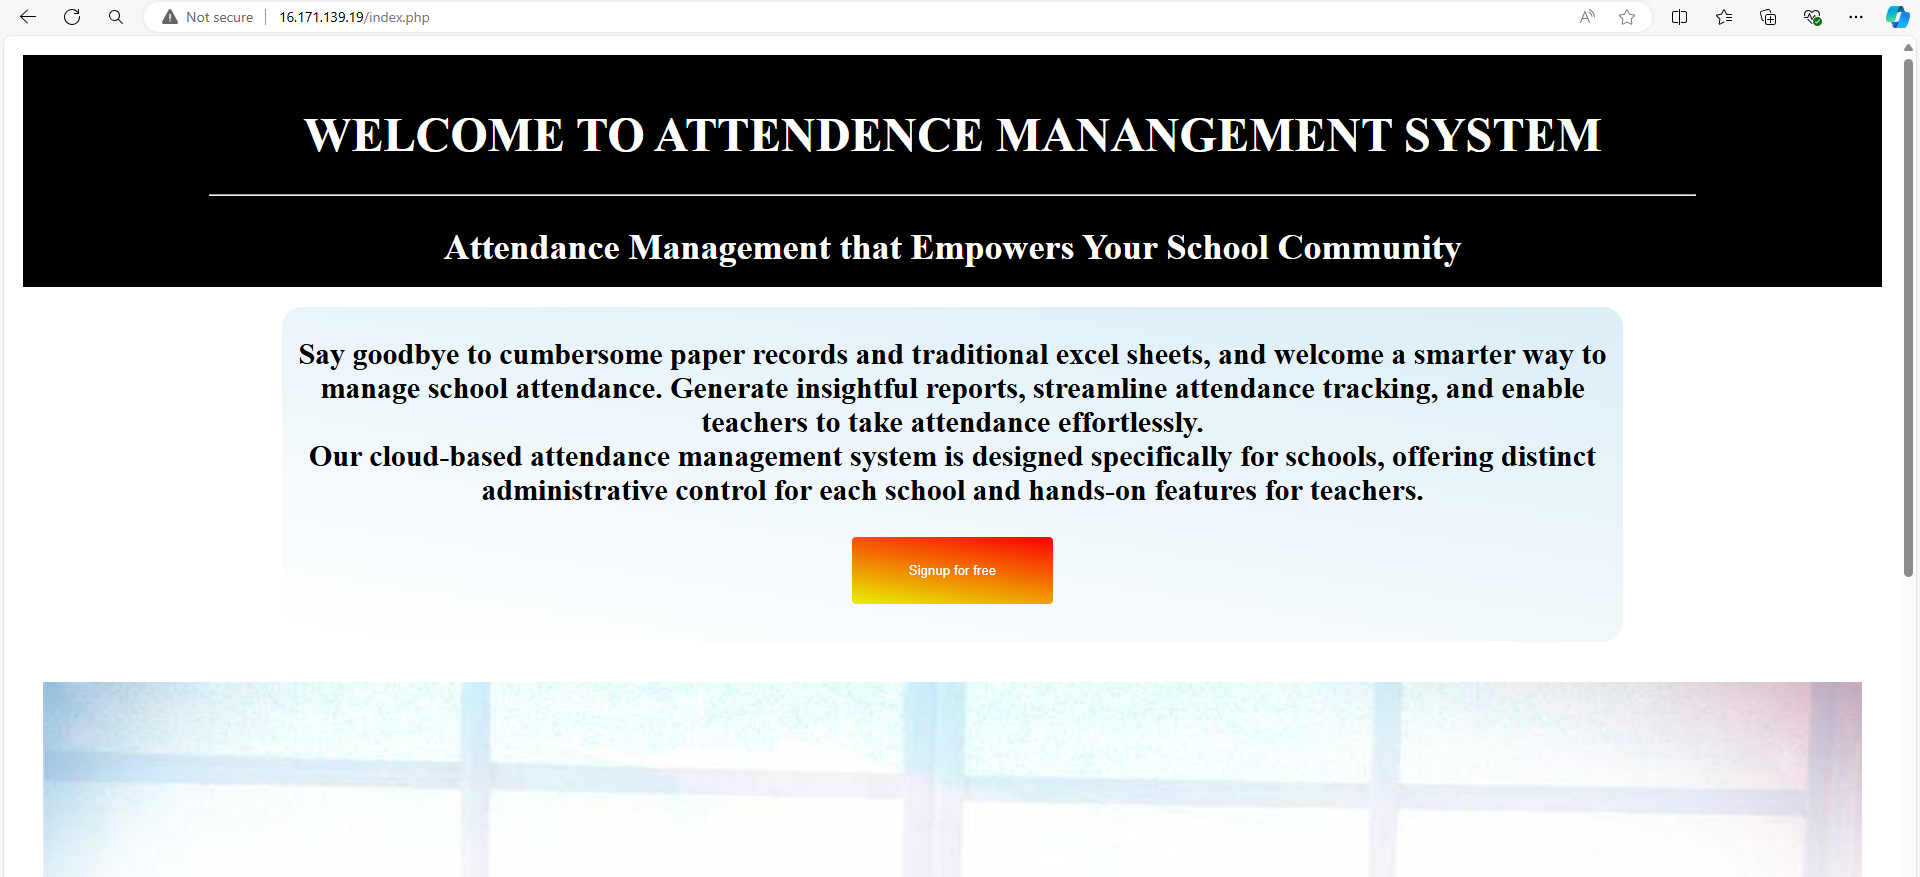 Not secure
16.171.139.19/index.php
WELCOME TO ATTENDENCE MANANGEMENT SYSTEM
Attendance Management that Empowers Your School Community
Say goodbye to cumbersome paper records and traditional excel sheets, and welcome a smarter way to
manage school attendance. Generate insightful reports, streamline attendance tracking, and enable
teachers to take attendance effortlessly.
Our cloud-based attendance management system is designed specifically for schools, offering distinct
administrative control for each school and hands-on features for teachers.
Signup for free